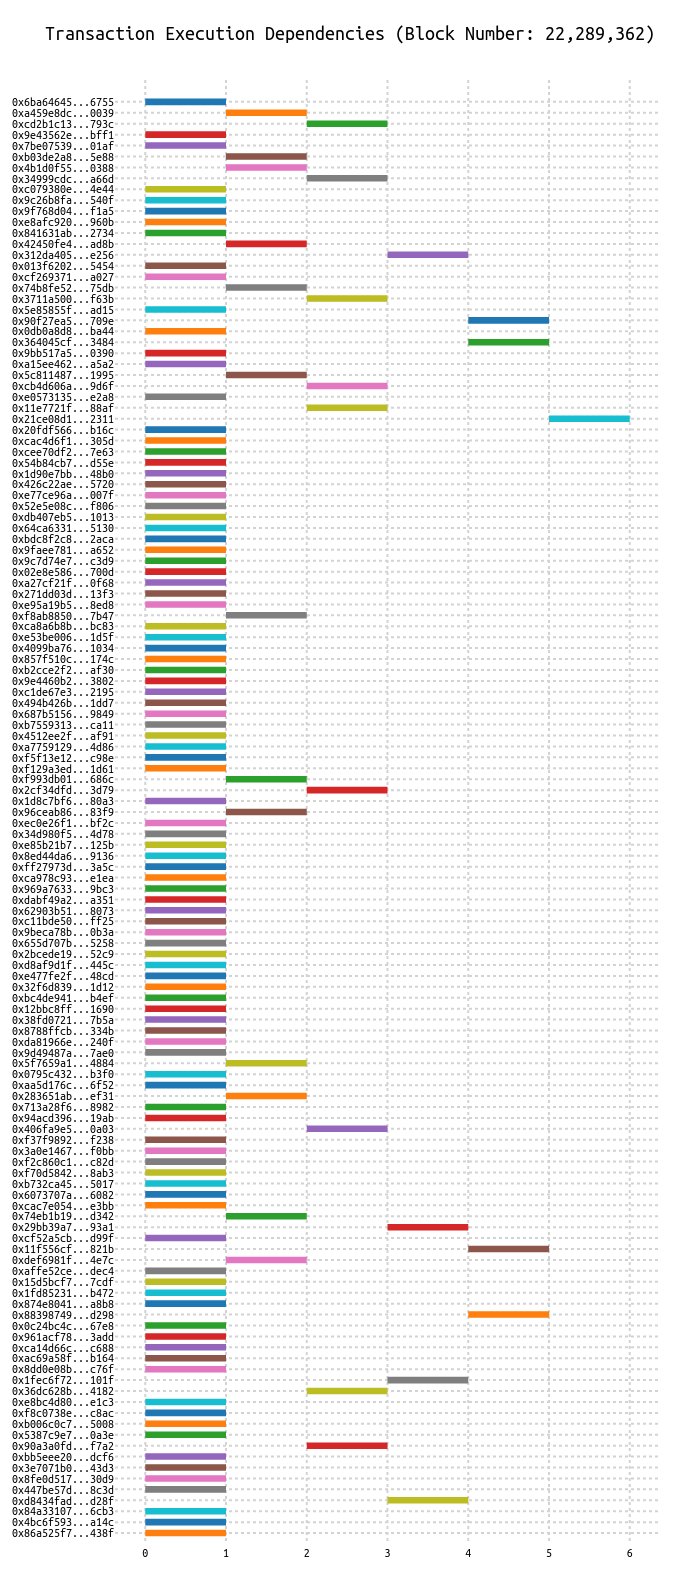 Transaction Execution Dependencies (Block Number: 22,289,362)
0x6ba64645...6755
0xa459e8dc...0039
0xcd2b1c13...793c
0x9e43562e...bff1
0x7be07539...01af
0xb03de2a8...5e88
0x4b1d0f55...0388
0x34999cdc...a66d
0xc079380e...4e44
0x9c26b8fa...540f
0x9f768d04...f1a5
0xe8afc920...960b
0x841631ab...2734
0x42450fe4...ad8b
0x312da405...e256
0x013f6202...5454
0xcf269371...a027
0x74b8fe52...75db
0x3711a500...f63b
0x5e85855f...ad15
0x90f27ea5...709e
0x0db0a8d8...ba44
0x364045cf...3484
0x9bb517a5...0390
0xa15ee462...a5a2
0x5c811487...1995
0xcb4d606a...9d6f
0xe0573135...e2a8
0x11e7721f...88af
0x21ce08d1...2311
0x20fdf566...b16c
0xcac4d6f1...305d
0xcee70df2...7e63
0x54b84cb7...d55e
0x1d90e7bb...48b0
0x426c22ae...5720
0xe77ce96a...007f
0x52e5e08c...f806
0xdb407eb5...1013
0x64ca6331...5130
0xbdc8f2c8...2aca
0x9faee781...a652
0x9c7d74e7...c3d9
0x02e8e586...700d
0xa27cf21f...0f68
0x271dd03d...13f3
0xe95a19b5...8ed8
0xf8ab8850...7b47
0xca8a6b8b...bc83
0xe53be006...1d5f
0x4099ba76...1034
0x857f510c...174c
0xb2cce2f2...af30
0x9e4460b2...3802
0xc1de67e3...2195
0x494b426b...1dd7
0x687b5156...9849
0xb7559313...ca11
0x4512ee2f...af91
0xa7759129...4d86
0xf5f13e12...c98e
0xf129a3ed...1d61
0xf993db01...686c
0x2cf34dfd...3d79
0x1d8c7bf6...80a3
0x96ceab86...83f9
0xec0e26f1...bf2c
0x34d980f5...4d78
0xe85b21b7...125b
0x8ed44da6...9136
0xff27973d...3a5c
0xca978c93...e1ea
0x969a7633...9bc3
0xdabf49a2...a351
0x62903b51...8073
0xc11bde50...ff25
0x9beca78b...0b3a
0x655d707b...5258
0x2bcede19...52c9
0xd8af9d1f...445c
0xe477fe2f...48cd
0x32f6d839...1d12
0xbc4de941...b4ef
0x12bbc8ff...1690
0x38fd0721...7b5a
0x8788ffcb...334b
0xda81966e...240f
0x9d49487a...7ae0
0x5f7659a1...4884
0x0795c432...b3f0
0xaa5d176c...6f52
0x283651ab...ef31
0x713a28f6...8982
0x94acd396...19ab
0x406fa9e5...0a03
0xf37f9892...f238
0x3a0e1467...f0bb
0xf2c860c1...c82d
0xf70d5842...8ab3
0xb732ca45...5017
0x6073707a...6082
0xcac7e054...e3bb
0x74eb1b19...d342
0x29bb39a7...93a1
0xcf52a5cb...d99f
0x11f556cf...821b
0xdef6981f...4e7c
0xaffe52ce...dec4
0x15d5bcf7...7cdf
0x1fd85231...b472
0x874e8041...a8b8
0x88398749...d298
0x0c24bc4c...67e8
0x961acf78...3add
0xca14d66c...c688
0xac69a58f...b164
0x8dd0e08b...c76f
0x1fec6f72...101f
0x36dc628b...4182
0xe8bc4d80...e1c3
0xf8c0738e...c8ac
0xb006c0c7...5008
0x5387c9e7...0a3e
0x90a3a0fd...f7a2
0xbb5eee20...dcf6
0x3e7071b0...43d3
0x8fe0d517...30d9
0x447be57d...8c3d
0xd8434fad...d28f
0x84a33107...6cb3
0x4bc6f593...a14c
0x86a525f7...438f
0 1 2 3 4 5 6